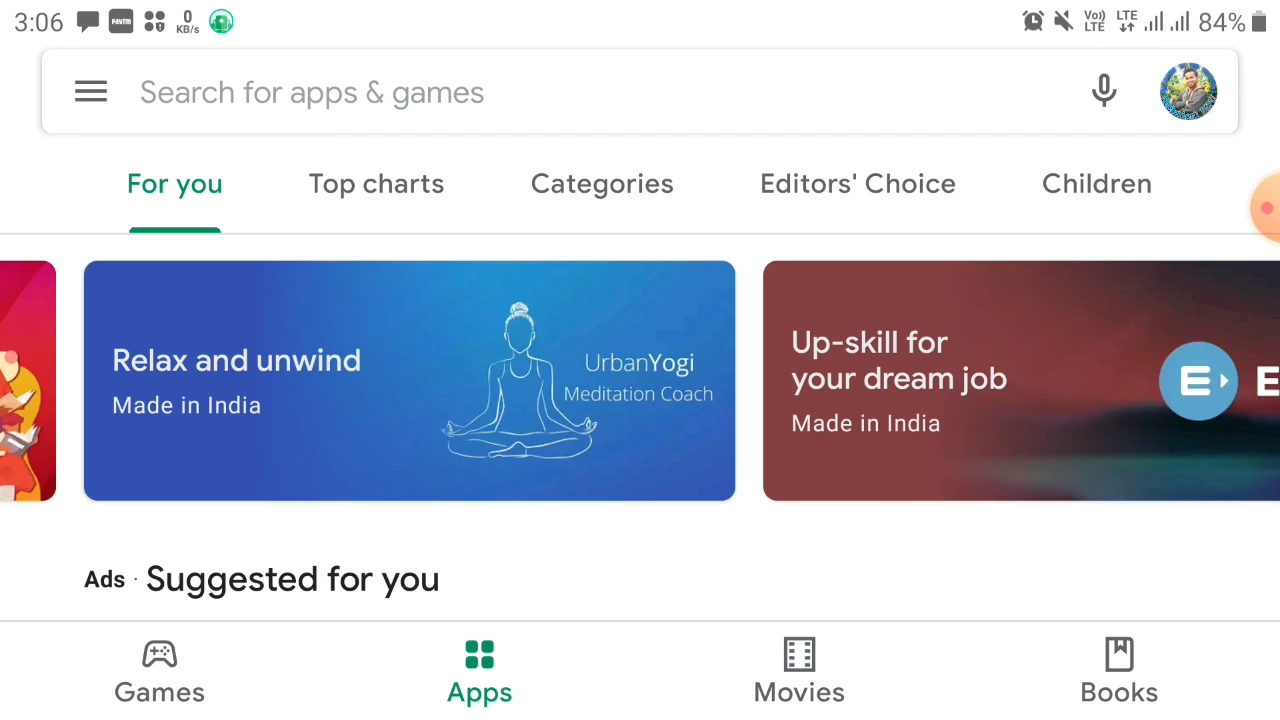 3:06 Paytm 0 KB/s Vo)) LTE LTE 84%
Search for apps & games
For you Top charts Categories Editors' Choice Children
Relax and unwind
Made in India
UrbanYogi
Meditation Coach
Up-skill for
your dream job
Made in India
E E
Ads · Suggested for you
Games Apps Movies Books